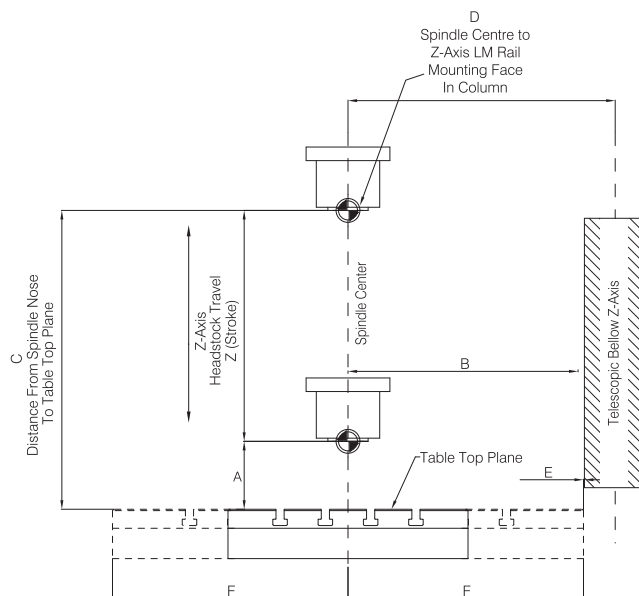 D
Spindle Centre to
Z-Axis LM Rail
Mounting Face
In Column
C
Distance From Spindle Nose
To Table Top Plane
Z-Axis
Headstock Travel
Z (Stroke)
Spindle Center
B
Telescopic Bellow Z-Axis
A
Table Top Plane
E
F
F